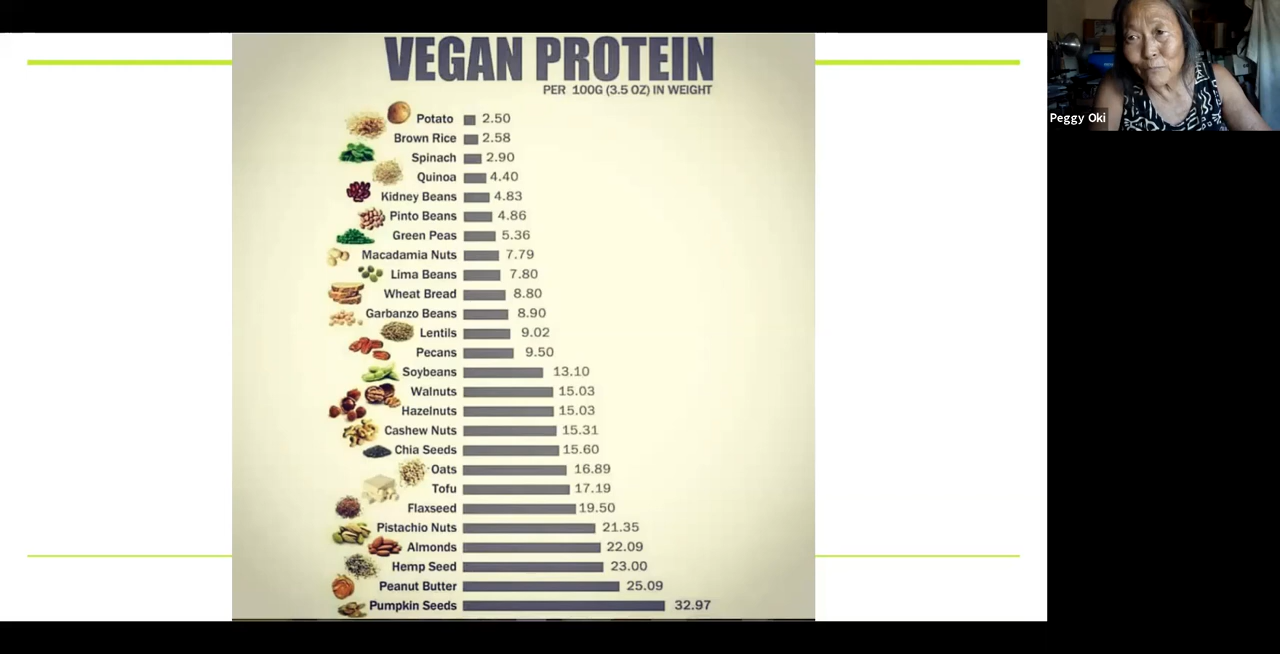 VEGAN PROTEIN
PER 100G (3.5 OZ) IN WEIGHT
Potato 2.50
Brown Rice 2.58
Spinach 2.90
Quinoa 4.40
Kidney Beans 4.83
Pinto Beans 4.86
Green Peas 5.36
Macadamia Nuts 7.79
Lima Beans 7.80
Wheat Bread 8.80
Garbanzo Beans 8.90
Lentils 9.02
Pecans 9.50
Soybeans 13.10
Walnuts 15.03
Hazelnuts 15.03
Cashew Nuts 15.31
Chia Seeds 15.60
Oats 16.89
Tofu 17.19
Flaxseed 19.50
Pistachio Nuts 21.35
Almonds 22.09
Hemp Seed 23.00
Peanut Butter 25.09
Pumpkin Seeds 32.97
Peggy Oki